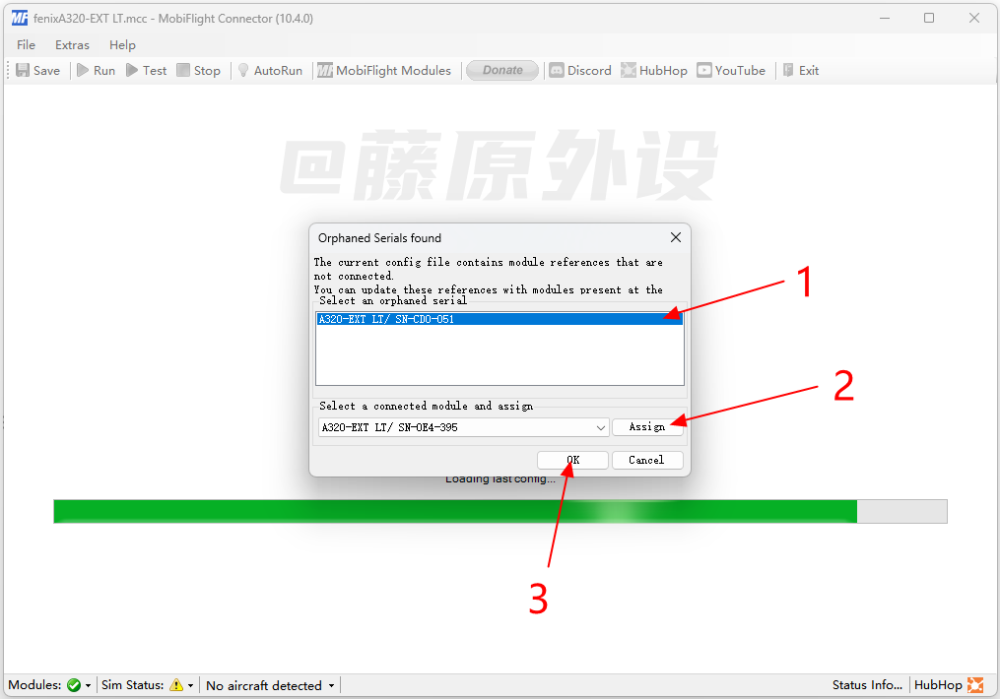 MF fenixA320-EXT LT.mcc - MobiFlight Connector (10.4.0)
File Extras Help
Save Run Test Stop AutoRun MF MobiFlight Modules Donate Discord HubHop YouTube Exit
@藤原外设
Orphaned Serials found
The current config file contains module references that are
not connected.
You can update these references with modules present at the
Select an orphaned serial
1
A320-EXT LT/ SN-CD0-051
2
Select a connected module and assign
A320-EXT LT/ SN-0E4-395 Assign
OK Cancel
Loading last config...
3
Modules: Sim Status: No aircraft detected Status Info... HubHop